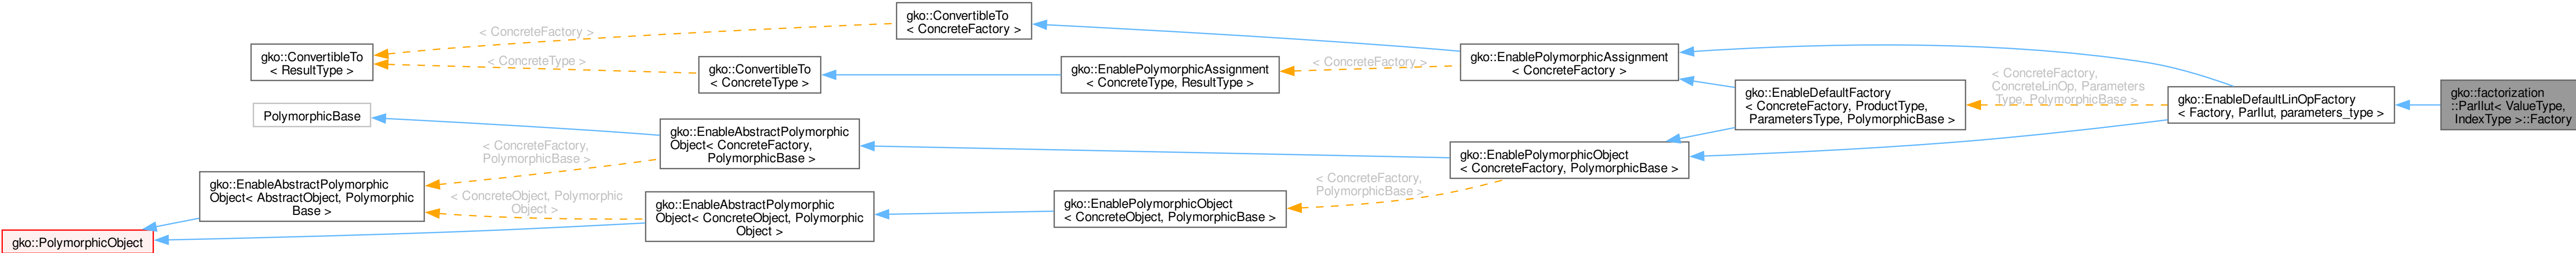 gko::ConvertibleTo
< ResultType >
PolymorphicBase
gko::EnableAbstractPolymorphic
Object< AbstractObject, Polymorphic
Base >
gko::PolymorphicObject
< ConcreteFactory >
< ConcreteType >
< ConcreteFactory,
PolymorphicBase >
< ConcreteObject, Polymorphic
Object >
gko::ConvertibleTo
< ConcreteFactory >
gko::ConvertibleTo
< ConcreteType >
gko::EnableAbstractPolymorphic
Object< ConcreteFactory,
PolymorphicBase >
gko::EnableAbstractPolymorphic
Object< ConcreteObject, Polymorphic
Object >
gko::EnablePolymorphicAssignment
< ConcreteType, ResultType >
gko::EnablePolymorphicObject
< ConcreteObject, PolymorphicBase >
< ConcreteFactory >
< ConcreteFactory,
PolymorphicBase >
gko::EnablePolymorphicAssignment
< ConcreteFactory >
gko::EnablePolymorphicObject
< ConcreteFactory, PolymorphicBase >
gko::EnableDefaultFactory
< ConcreteFactory, ProductType,
ParametersType, PolymorphicBase >
< ConcreteFactory,
ConcreteLinOp, Parameters
Type, PolymorphicBase >
gko::EnableDefaultLinOpFactory
< Factory, ParIlut, parameters_type >
gko::factorization
::ParIlut< ValueType,
IndexType >::Factory